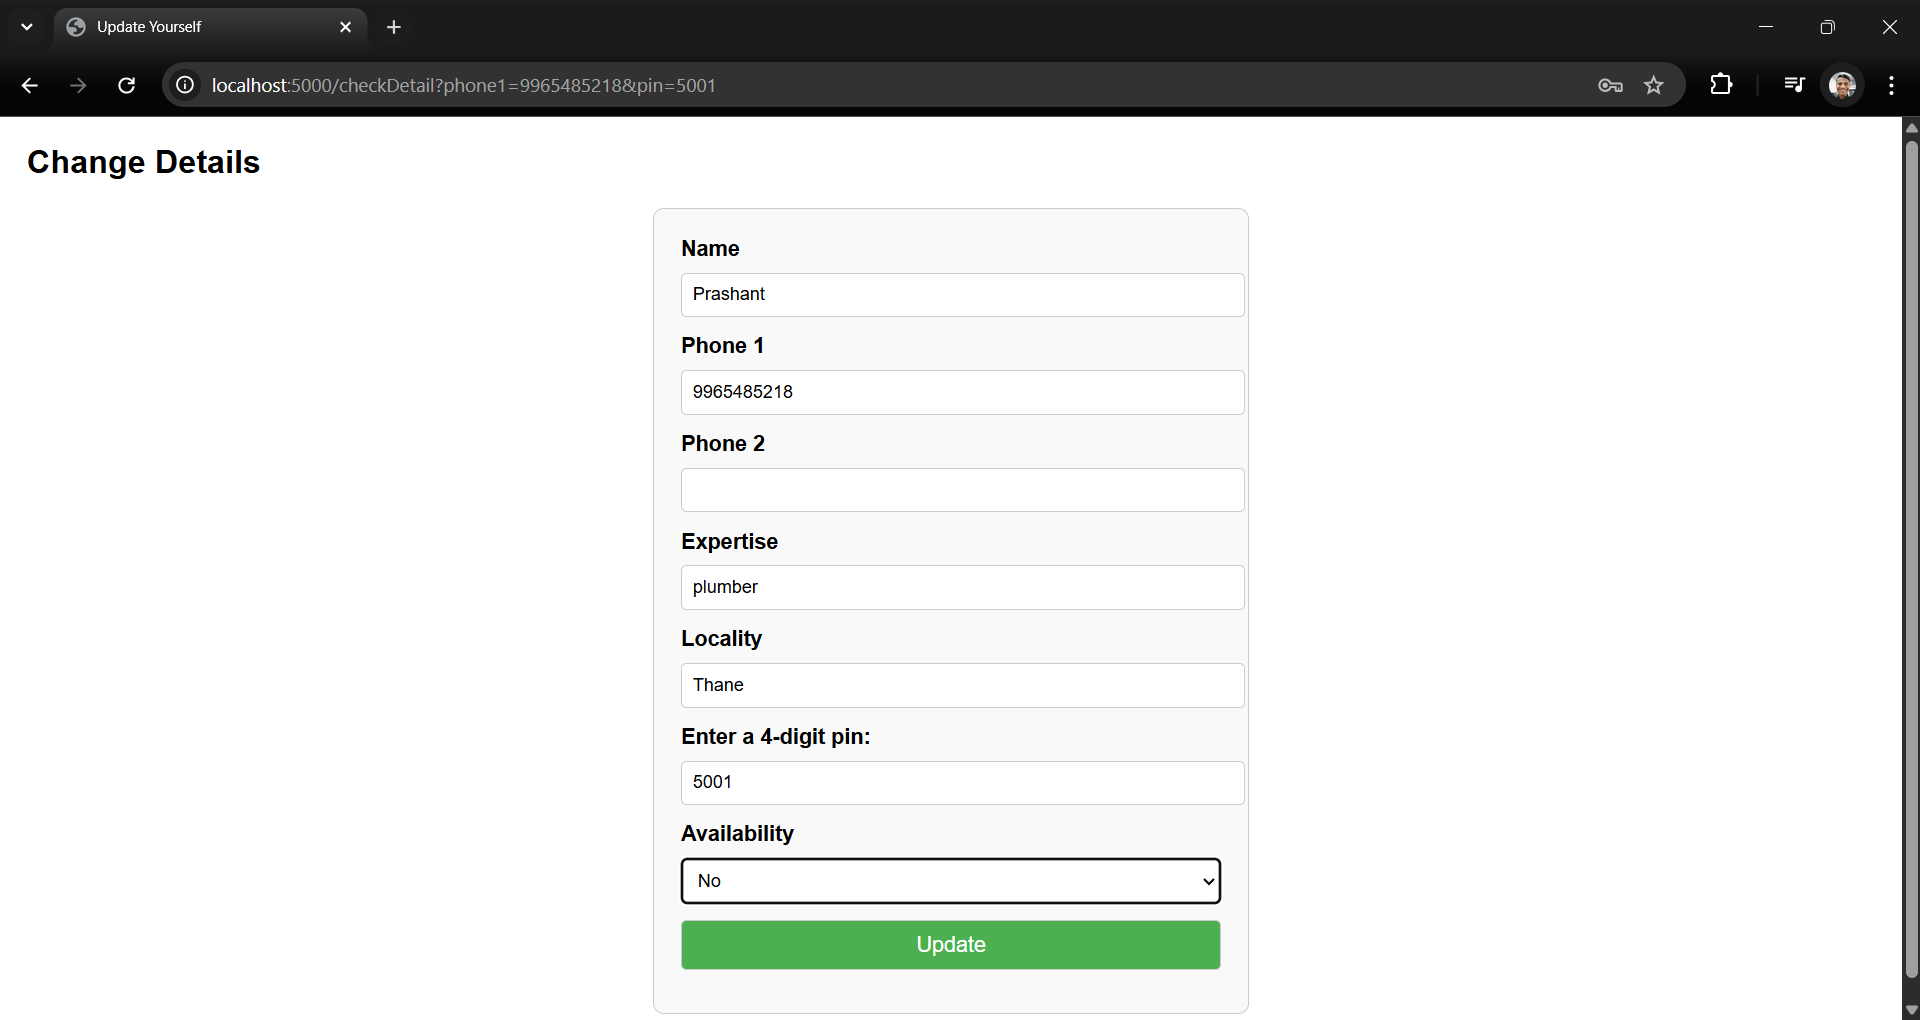 Update Yourself
localhost:5000/checkDetail?phone1=9965485218&pin=5001
Change Details
Name
Prashant
Phone 1
9965485218
Phone 2
Expertise
plumber
Locality
Thane
Enter a 4-digit pin:
5001
Availability
No
Update